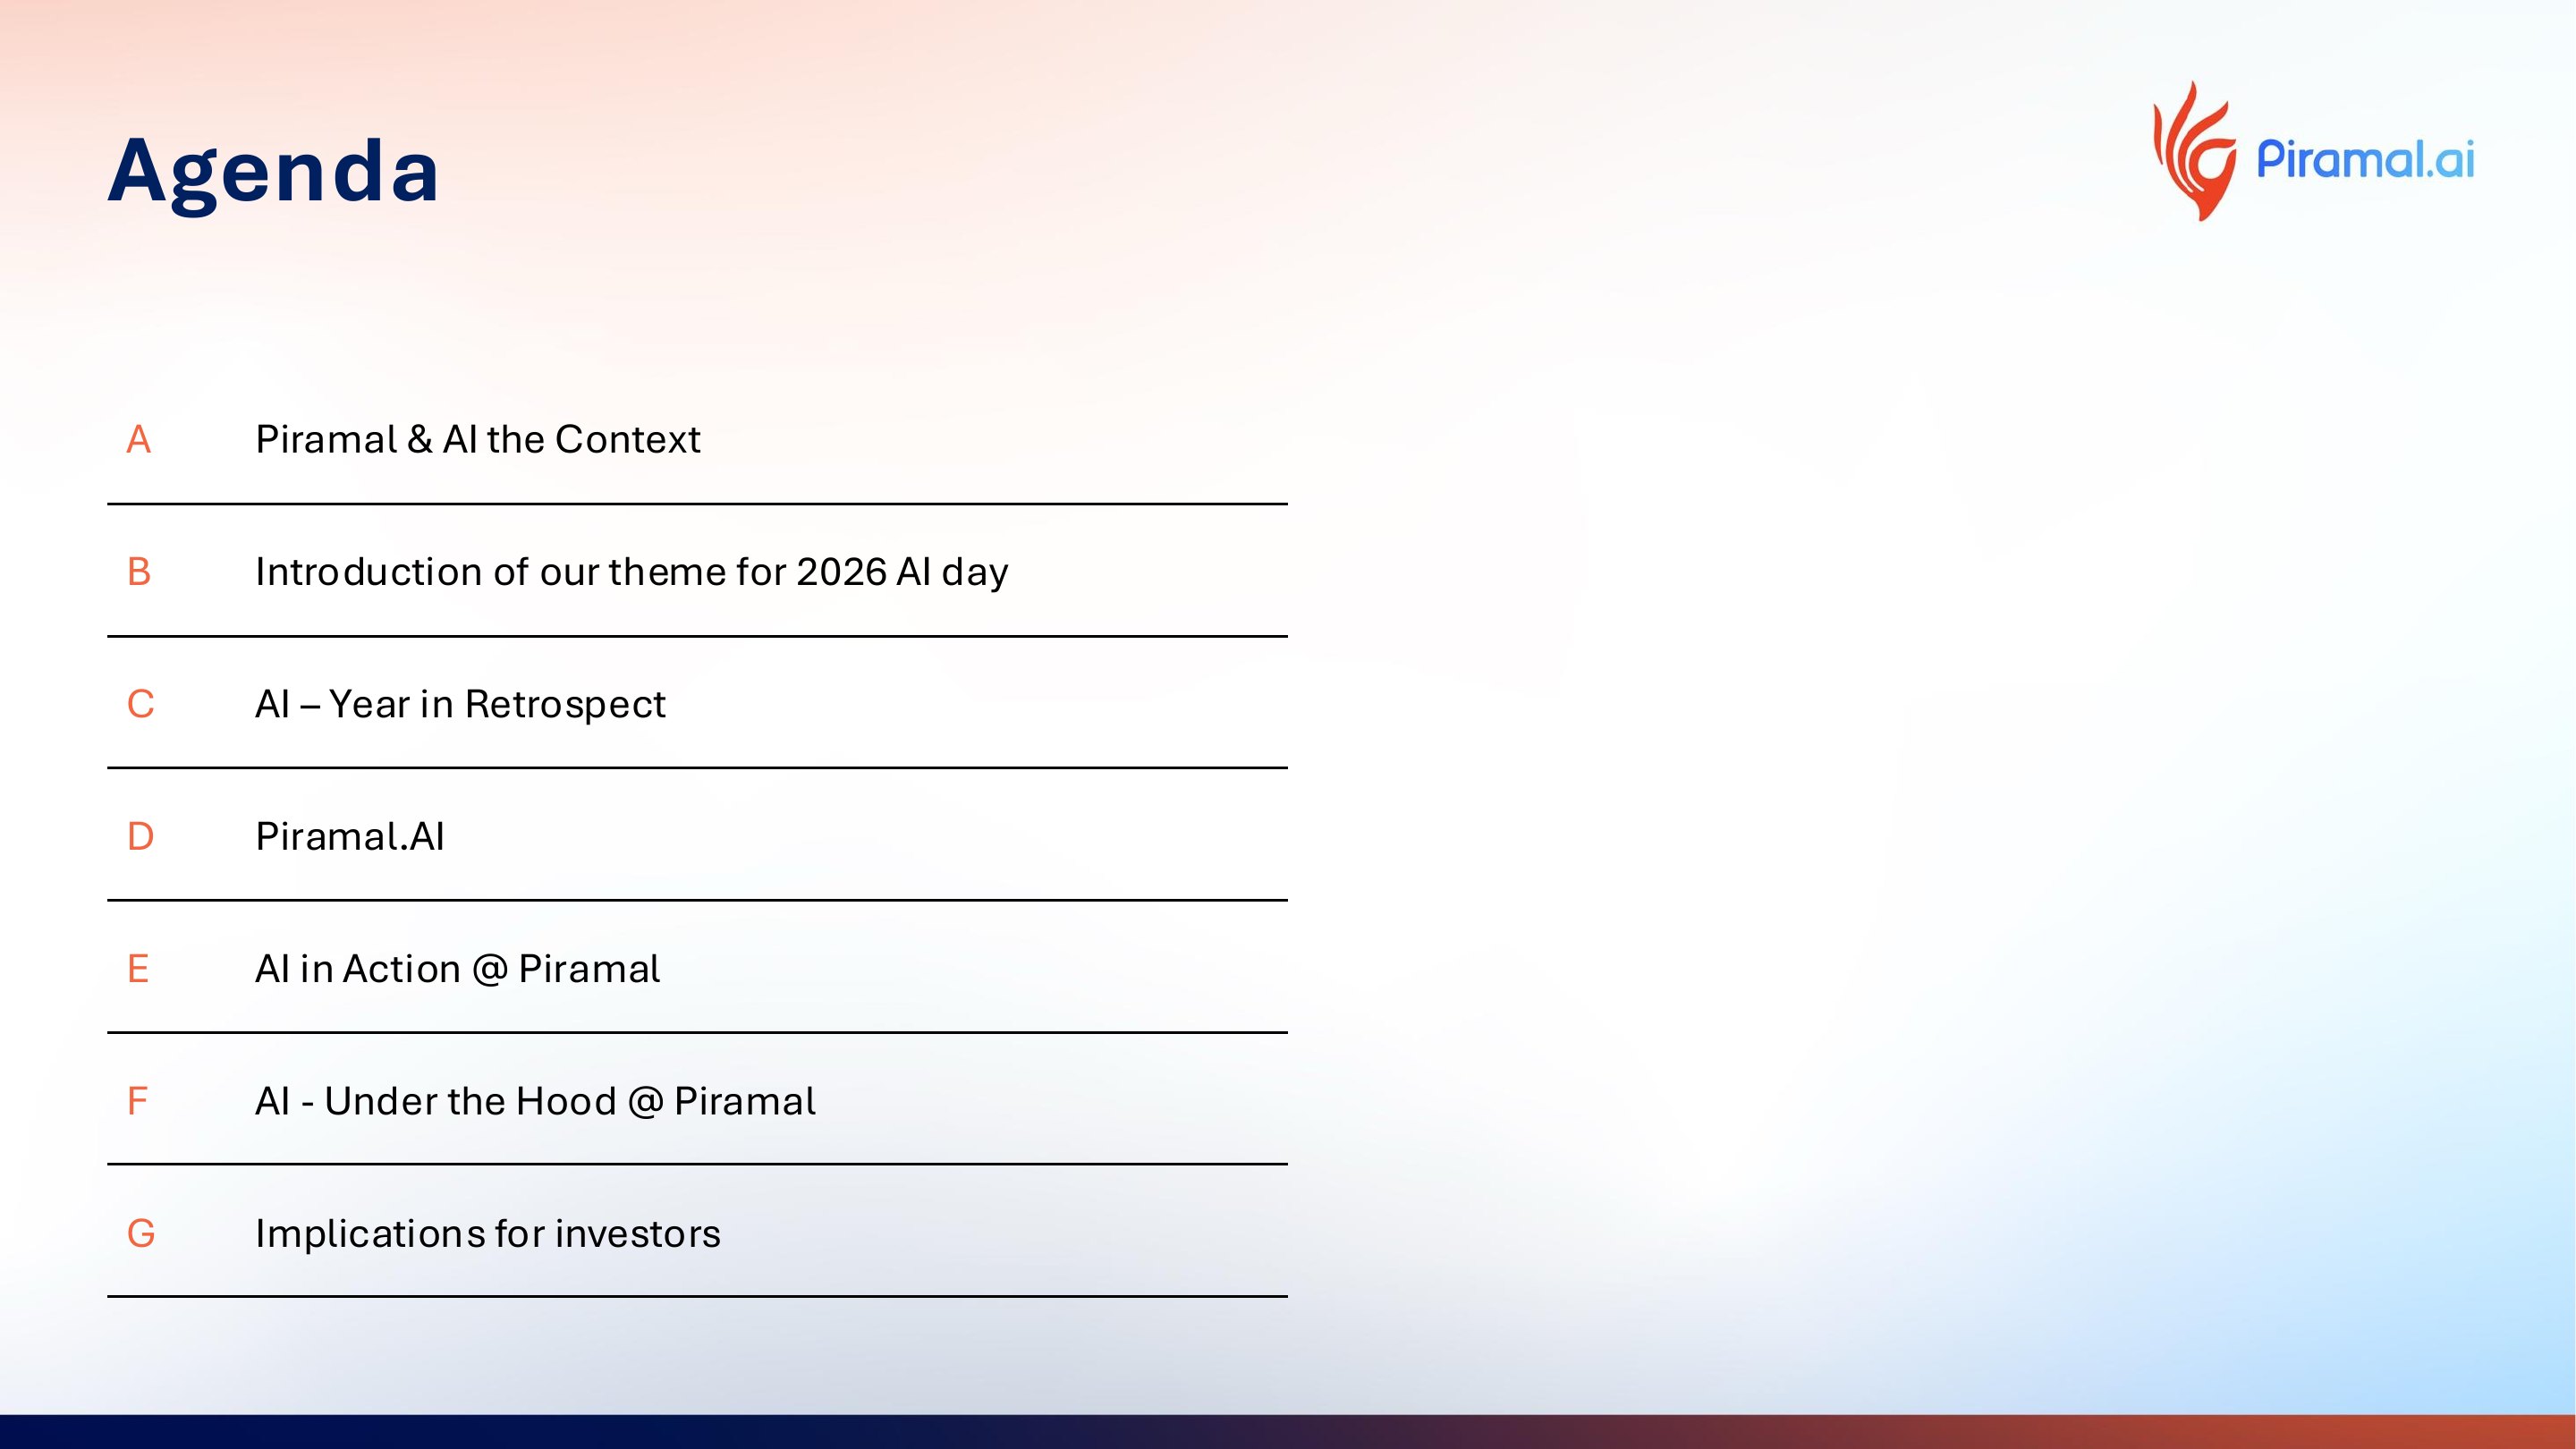 Agenda
Piramal.ai
A Piramal & AI the Context
B Introduction of our theme for 2026 AI day
C AI – Year in Retrospect
D Piramal.AI
E AI in Action @ Piramal
F AI - Under the Hood @ Piramal
G Implications for investors